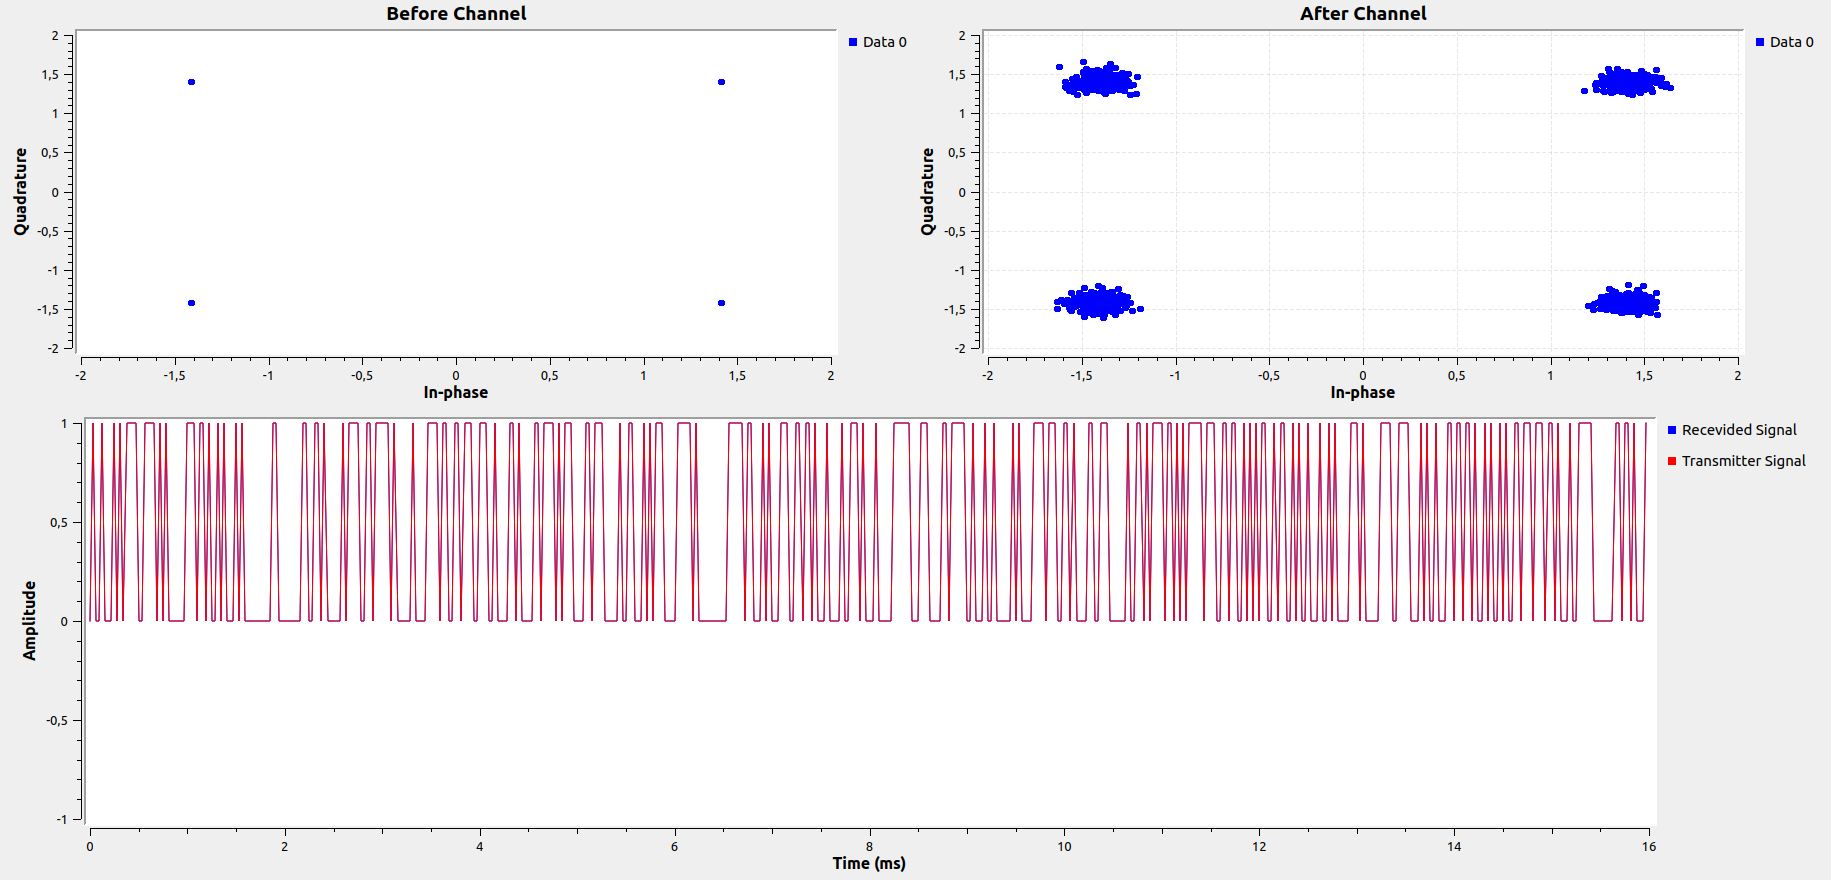 Before Channel
2
1,5
1
0,5
0
-0,5
-1
-1,5
-2
Quadrature
-2 -1,5 -1 -0,5 0 0,5 1 1,5 2
In-phase
Data 0
After Channel
2
1,5
1
0,5
0
-0,5
-1
-1,5
-2
Quadrature
-2 -1,5 -1 -0,5 0 0,5 1 1,5 2
In-phase
Data 0
1
0,5
0
-0,5
-1
Amplitude
0 2 4 6 8 10 12 14 16
Time (ms)
Recevided Signal
Transmitter Signal